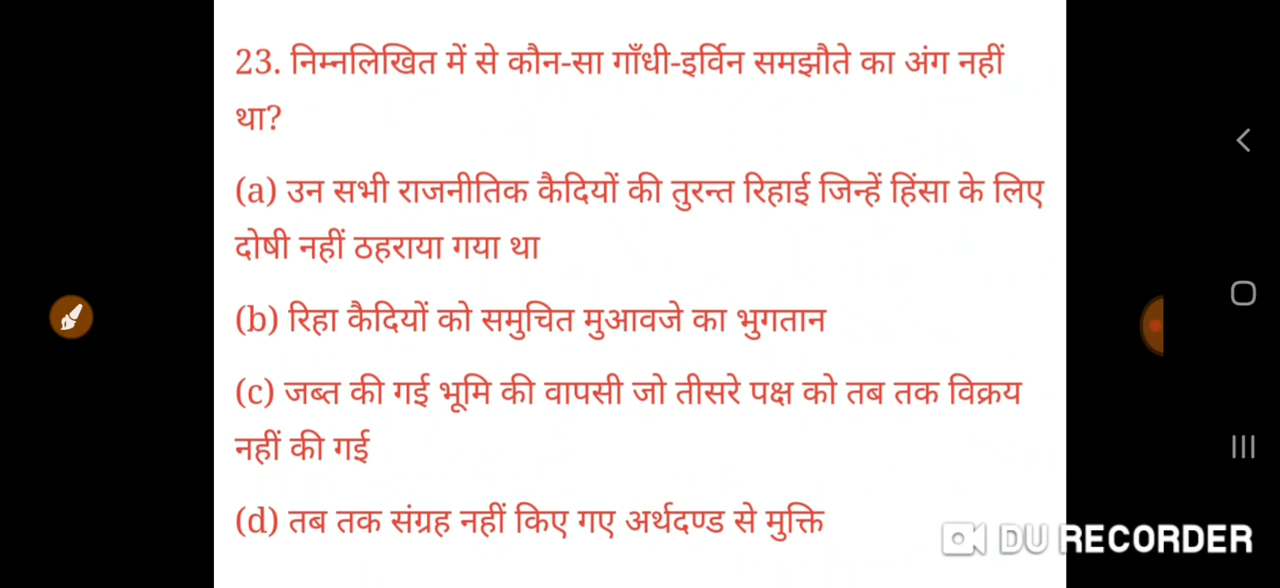 23. निम्नलिखित में से कौन-सा गाँधी-इर्विन समझौते का अंग नहीं
था?
(a) उन सभी राजनीतिक कैदियों की तुरन्त रिहाई जिन्हें हिंसा के लिए
दोषी नहीं ठहराया गया था
(b) रिहा कैदियों को समुचित मुआवजे का भुगतान
(c) जब्त की गई भूमि की वापसी जो तीसरे पक्ष को तब तक विक्रय
नहीं की गई
(d) तब तक संग्रह नहीं किए गए अर्थदण्ड से मुक्ति
DU RECORDER